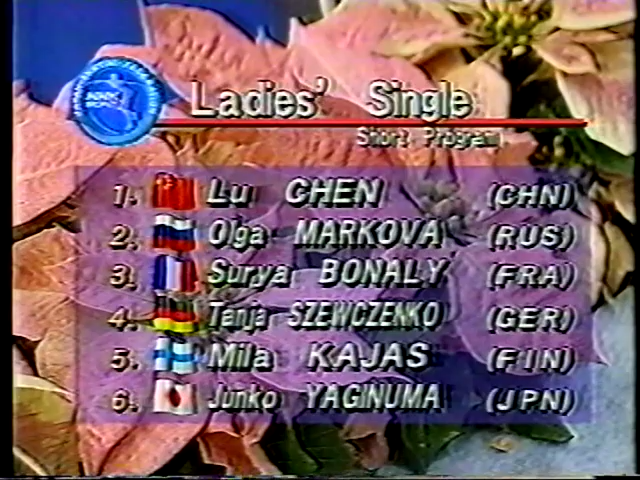 Ladies' Single
Short Program
1. Lu CHEN (CHN)
2. Olga MARKOVA (RUS)
3. Surya BONALY (FRA)
4. Tanja SZEWCZENKO (GER)
5. Mila KAJAS (FIN)
6. Junko YAGINUMA (JPN)